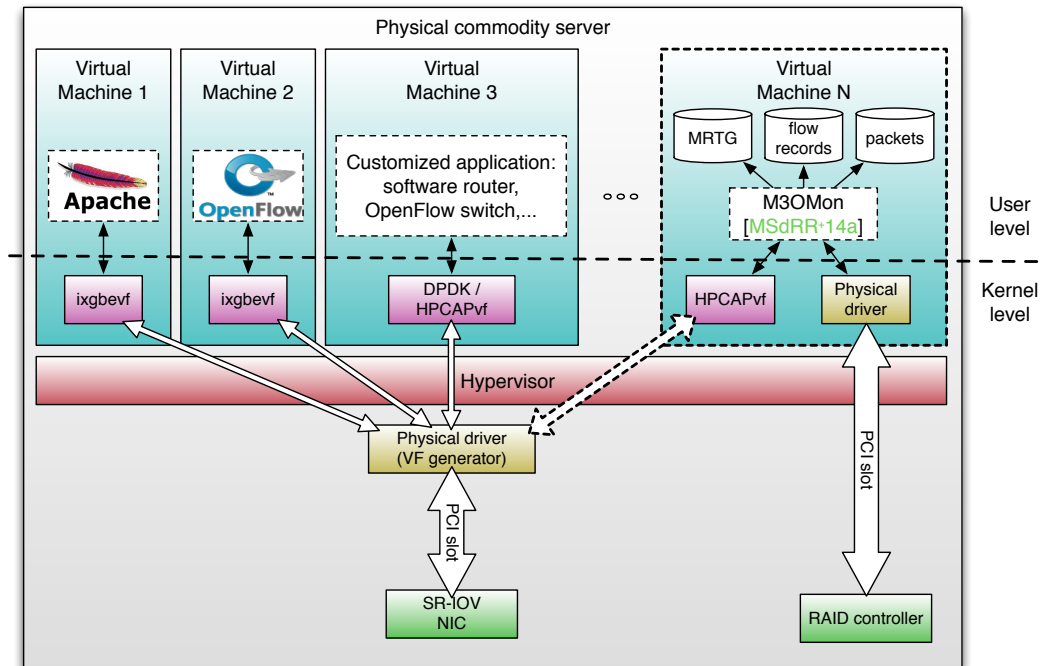 Physical commodity server
Virtual
Machine 1
Virtual
Machine 2
Virtual
Machine 3
Virtual
Machine N
MRTG
flow
records
packets
Apache
OpenFlow
TM
Customized application:
software router,
OpenFlow switch,...
M3OMon
[MSdRR+14a]
User
level
ixgbevf
ixgbevf
DPDK /
HPCAPvf
HPCAPvf
Physical
driver
Kernel
level
Hypervisor
Physical driver
(VF generator)
PCI slot
PCI slot
SR-IOV
NIC
RAID controller